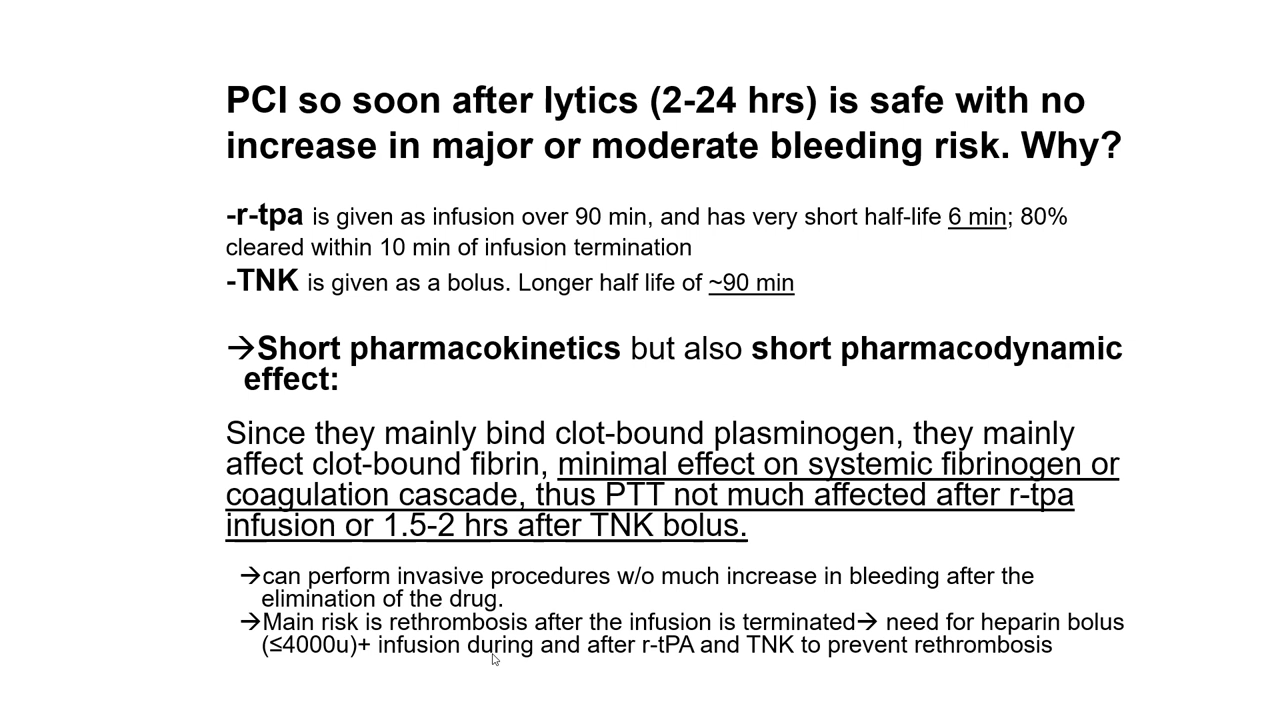 PCI so soon after lytics (2-24 hrs) is safe with no
increase in major or moderate bleeding risk. Why?
-r-tpa is given as infusion over 90 min, and has very short half-life 6 min; 80%
cleared within 10 min of infusion termination
-TNK is given as a bolus. Longer half life of ~90 min
→Short pharmacokinetics but also short pharmacodynamic
effect:
Since they mainly bind clot-bound plasminogen, they mainly
affect clot-bound fibrin, minimal effect on systemic fibrinogen or
coagulation cascade, thus PTT not much affected after r-tpa
infusion or 1.5-2 hrs after TNK bolus.
→can perform invasive procedures w/o much increase in bleeding after the
elimination of the drug.
→Main risk is rethrombosis after the infusion is terminated→ need for heparin bolus
(≤4000u)+ infusion during and after r-tPA and TNK to prevent rethrombosis